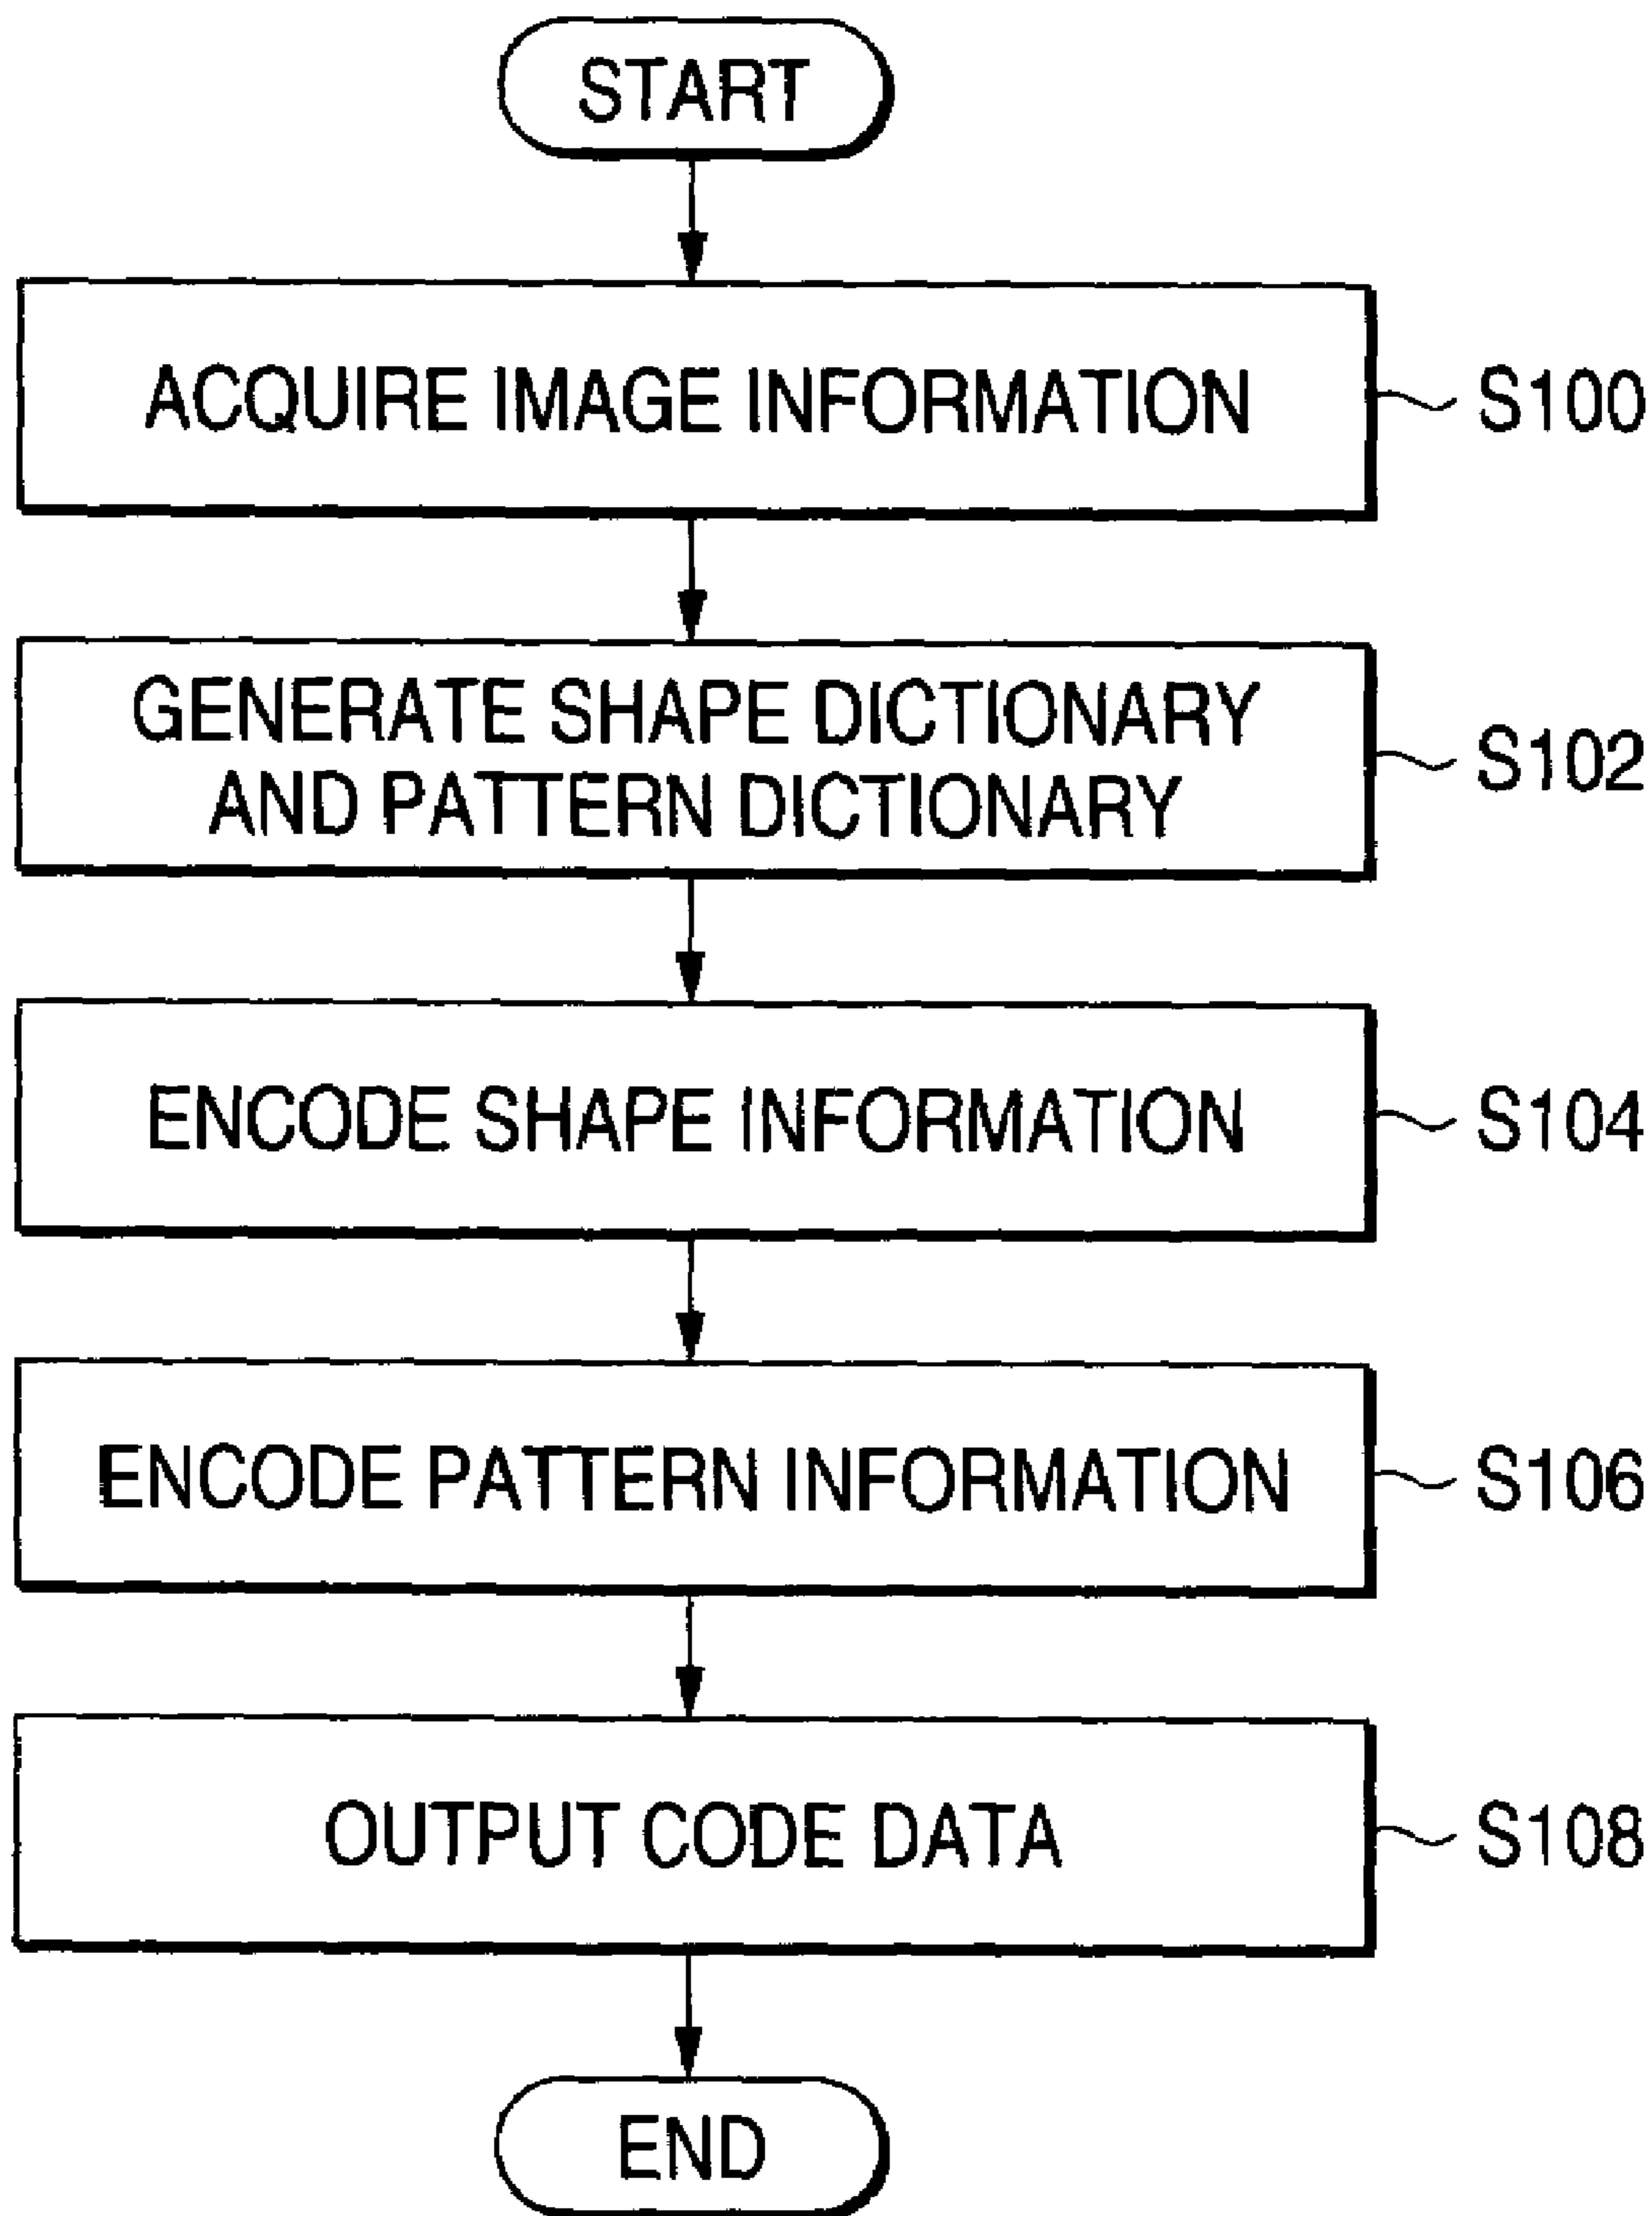 START
ACQUIRE IMAGE INFORMATION
S100
GENERATE SHAPE DICTIONARY
AND PATTERN DICTIONARY
S102
ENCODE SHAPE INFORMATION
S104
ENCODE PATTERN INFORMATION
S106
OUTPUT CODE DATA
S108
END